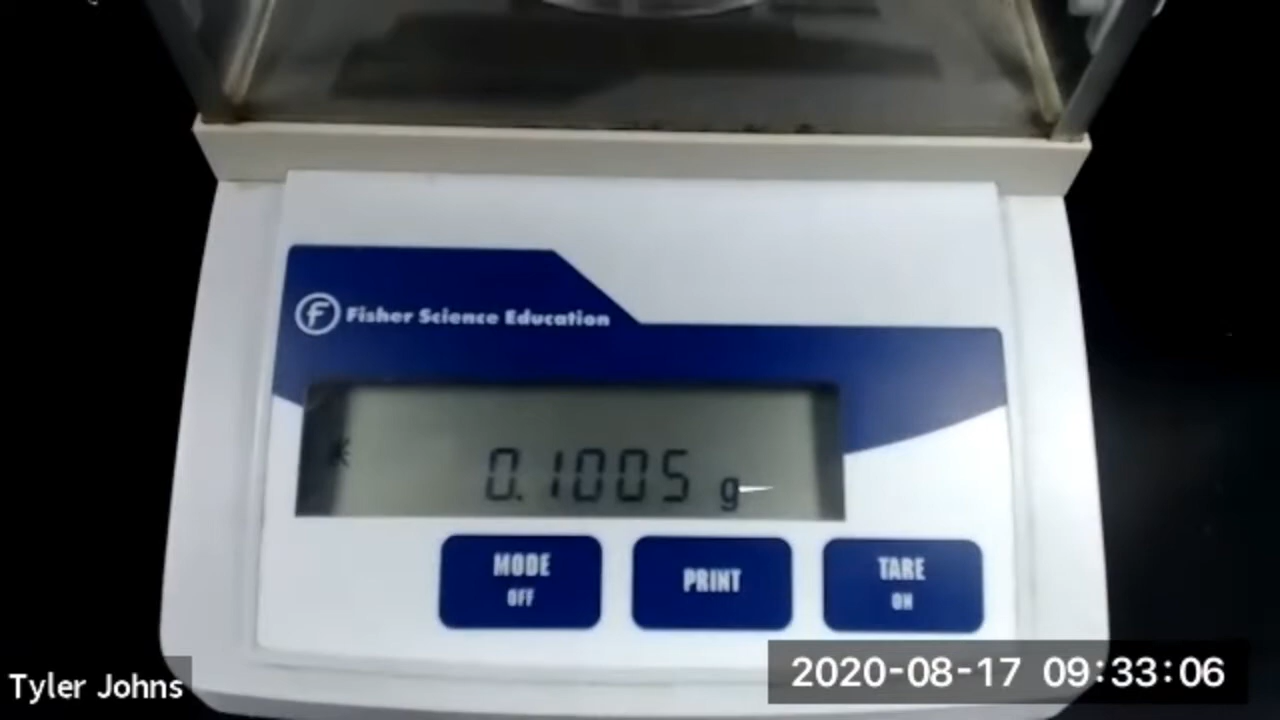 Fisher Science Education
0.1005 g
MODE
OFF
PRINT
TARE
ON
Tyler Johns
2020-08-17 09:33:06